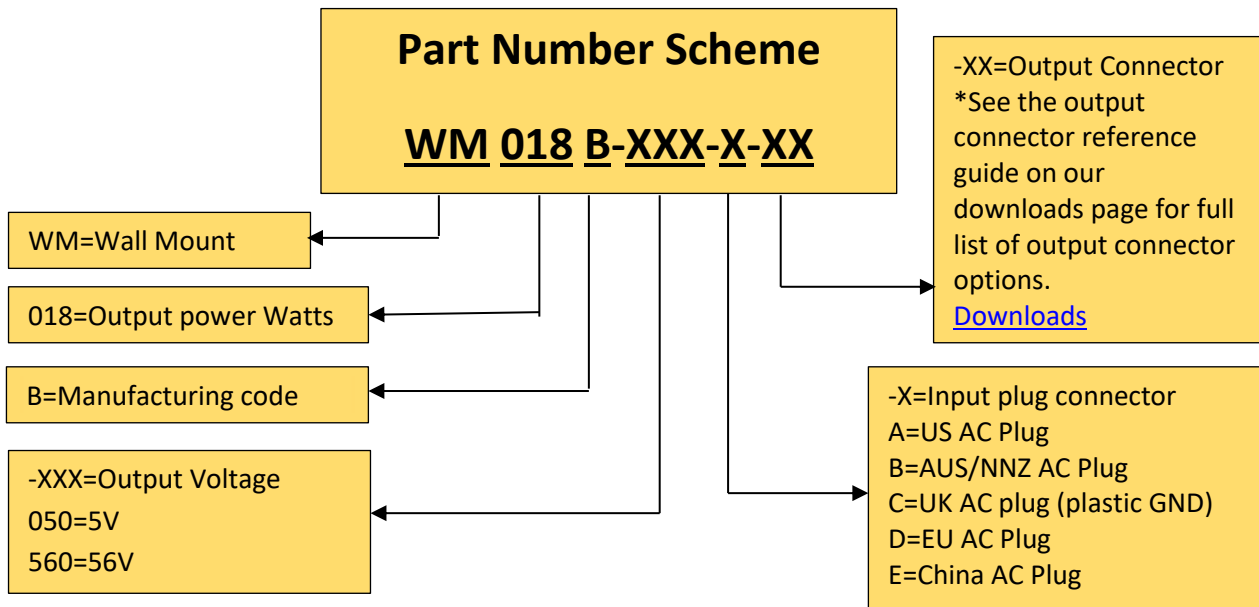 Part Number Scheme
WM 018 B-XXX-X-XX
-XX=Output Connector
*See the output
connector reference
guide on our
downloads page for full
list of output connector
options.
Downloads
WM=Wall Mount
018=Output power Watts
B=Manufacturing code
-XXX=Output Voltage
050=5V
560=56V
-X=Input plug connector
A=US AC Plug
B=AUS/NNZ AC Plug
C=UK AC plug (plastic GND)
D=EU AC Plug
E=China AC Plug